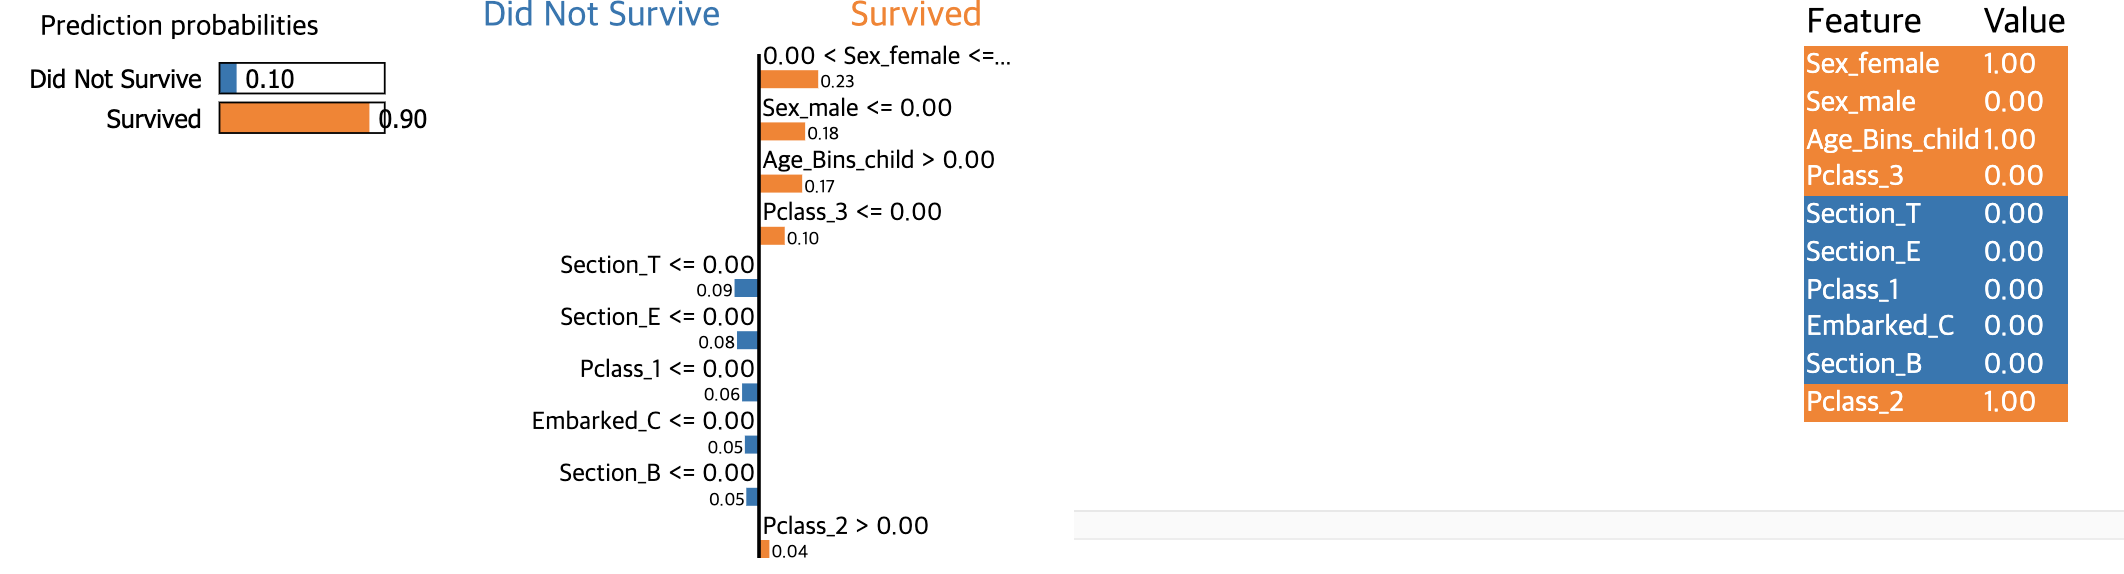 Prediction probabilities
Did Not Survive 0.10
Survived 0.90
Did Not Survive Survived
0.00 < Sex_female <=...
0.23
Sex_male <= 0.00
0.18
Age_Bins_child > 0.00
0.17
Pclass_3 <= 0.00
0.10
Section_T <= 0.00
0.09
Section_E <= 0.00
0.08
Pclass_1 <= 0.00
0.06
Embarked_C <= 0.00
0.05
Section_B <= 0.00
0.05
Pclass_2 > 0.00
0.04
Feature Value
Sex_female 1.00
Sex_male 0.00
Age_Bins_child 1.00
Pclass_3 0.00
Section_T 0.00
Section_E 0.00
Pclass_1 0.00
Embarked_C 0.00
Section_B 0.00
Pclass_2 1.00